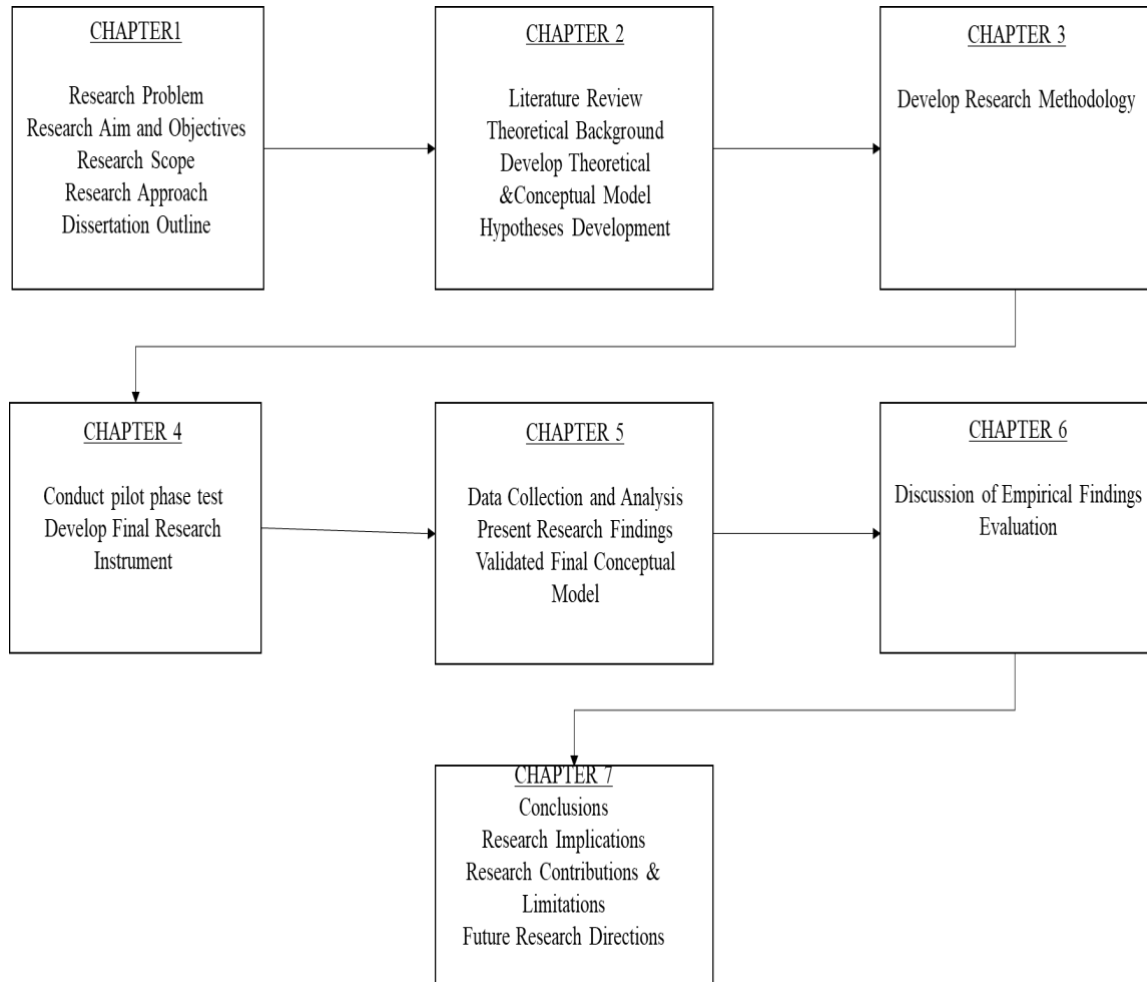 CHAPTER1
Research Problem
Research Aim and Objectives
Research Scope
Research Approach
Dissertation Outline
CHAPTER 2
Literature Review
Theoretical Background
Develop Theoretical
&Conceptual Model
Hypotheses Development
CHAPTER 3
Develop Research Methodology
CHAPTER 4
Conduct pilot phase test
Develop Final Research
Instrument
CHAPTER 5
Data Collection and Analysis
Present Research Findings
Validated Final Conceptual
Model
CHAPTER 6
Discussion of Empirical Findings
Evaluation
CHAPTER 7
Conclusions
Research Implications
Research Contributions &
Limitations
Future Research Directions